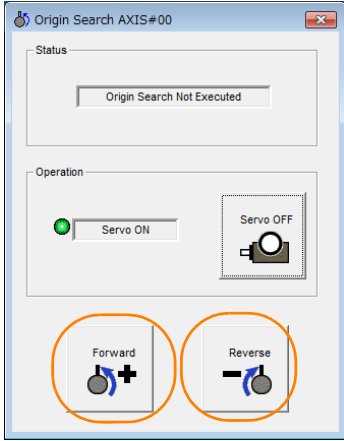 Origin Search AXIS#00
Status
Origin Search Not Executed
Operation
Servo ON
Servo OFF
Forward
Reverse